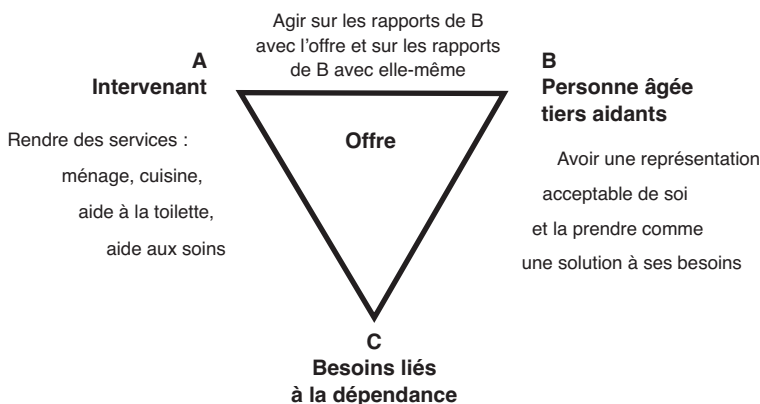 Agir sur les rapports de B
avec l’offre et sur les rapports
de B avec elle-même
A
Intervenant
B
Personne âgée
tiers aidants
Offre
Rendre des services :
ménage, cuisine,
aide à la toilette,
aide aux soins
Avoir une représentation
acceptable de soi
et la prendre comme
une solution à ses besoins
C
Besoins liés
à la dépendance